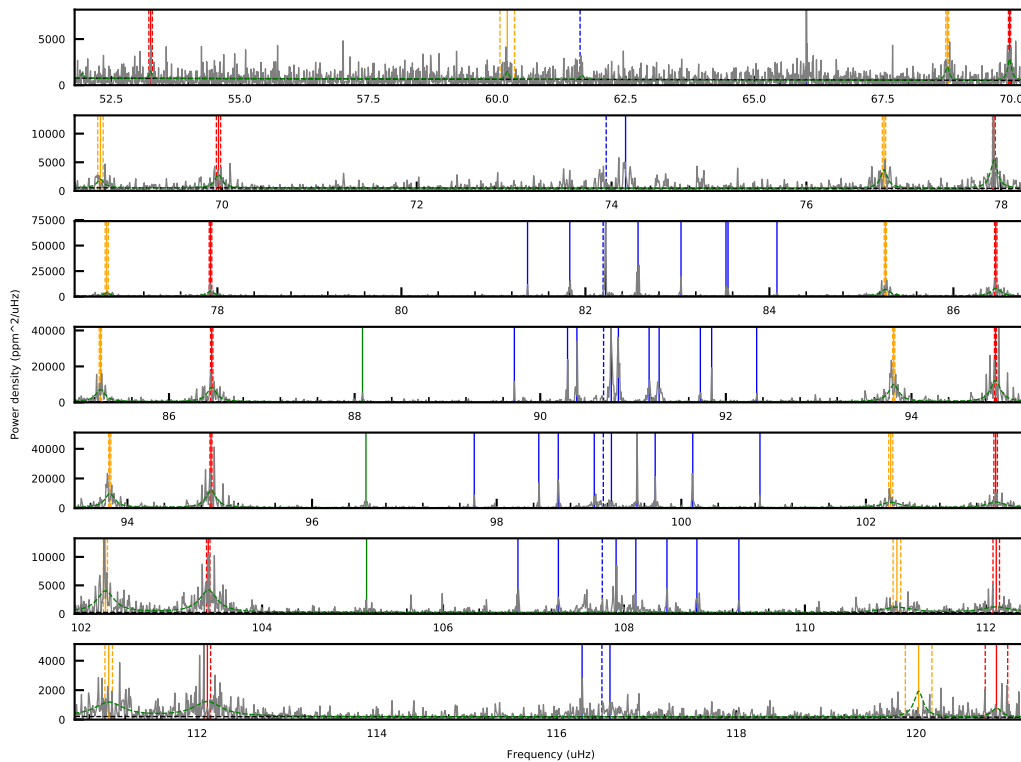 5000
0
52.5 55.0 57.5 60.0 62.5 65.0 67.5 70.0
10000
5000
0
70 72 74 76 78
75000
50000
25000
0
78 80 82 84 86
Power density (ppm^2/uHz)
40000
20000
0
86 88 90 92 94
40000
20000
0
94 96 98 100 102
10000
5000
0
102 104 106 108 110 112
4000
2000
0
112 114 116 118 120
Frequency (uHz)